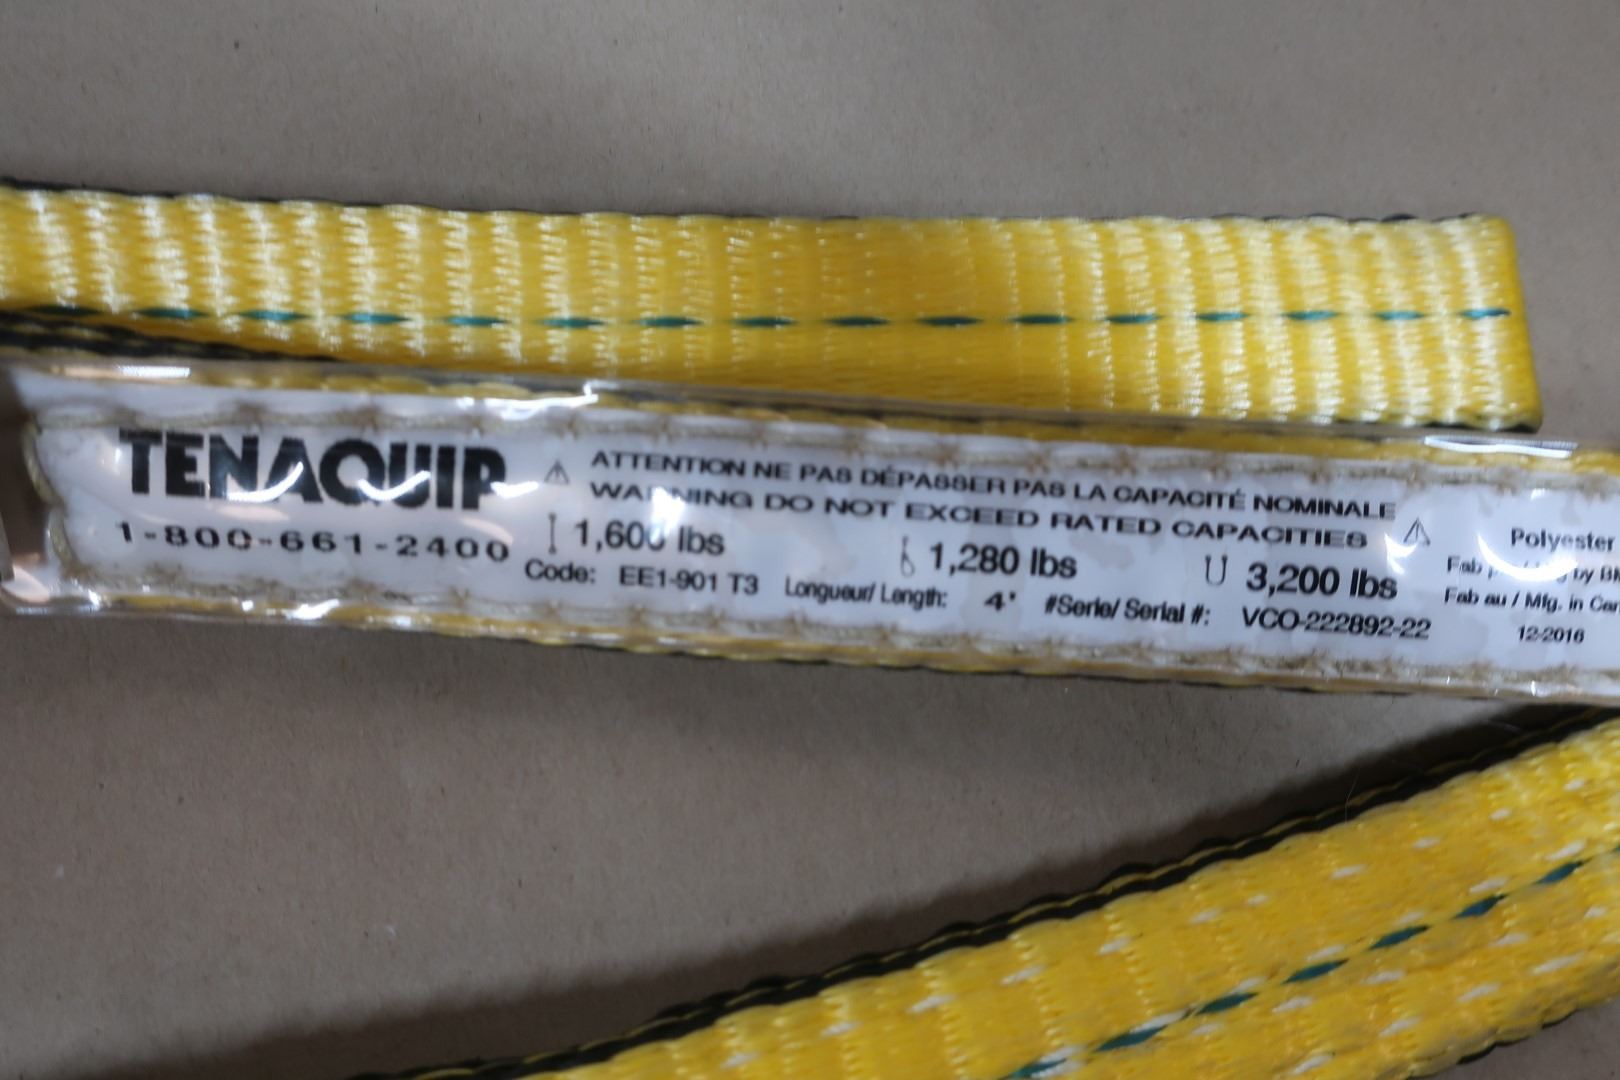 TENAQUIP
1-800-661-2400
⚠ ATTENTION NE PAS DÉPASSER PAS LA CAPACITÉ NOMINALE
WARNING DO NOT EXCEED RATED CAPACITIES ⚠
1,600 lbs 1,280 lbs 3,200 lbs
Code: EE1-901 T3 Longueur/ Length: 4' #Serie/ Serial #: VCO-222892-22
Polyester
Fab by
Fab au / Mfg. in
12-2016